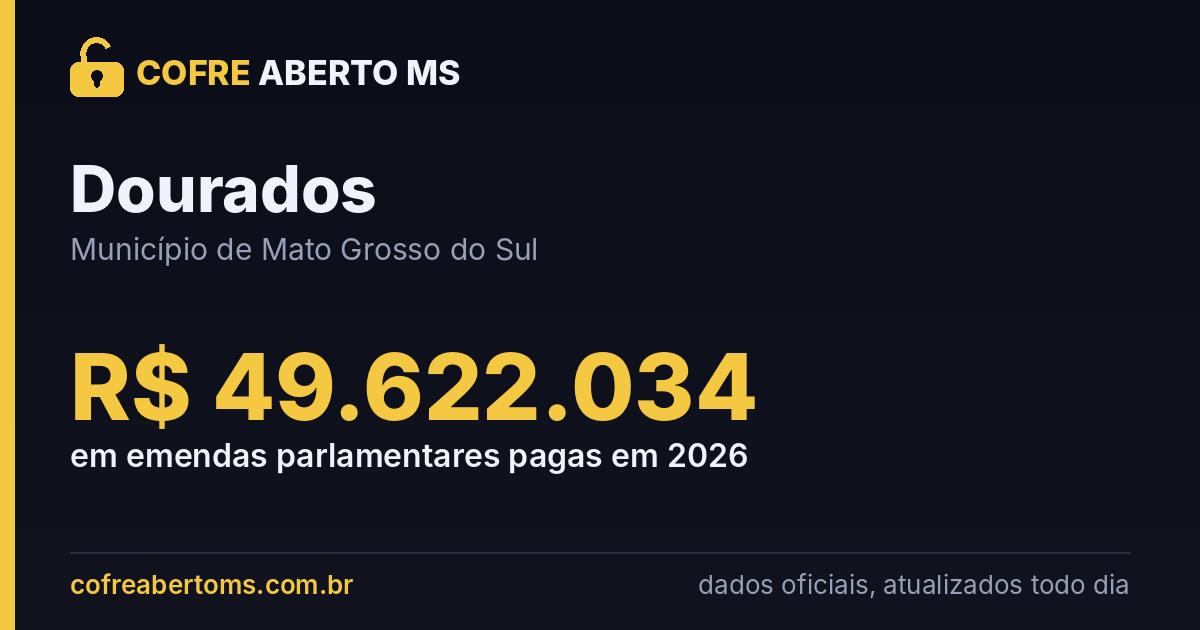 COFRE ABERTO MS
Dourados
Município de Mato Grosso do Sul
R$ 49.622.034
em emendas parlamentares pagas em 2026
cofreabertoms.com.br
dados oficiais, atualizados todo dia